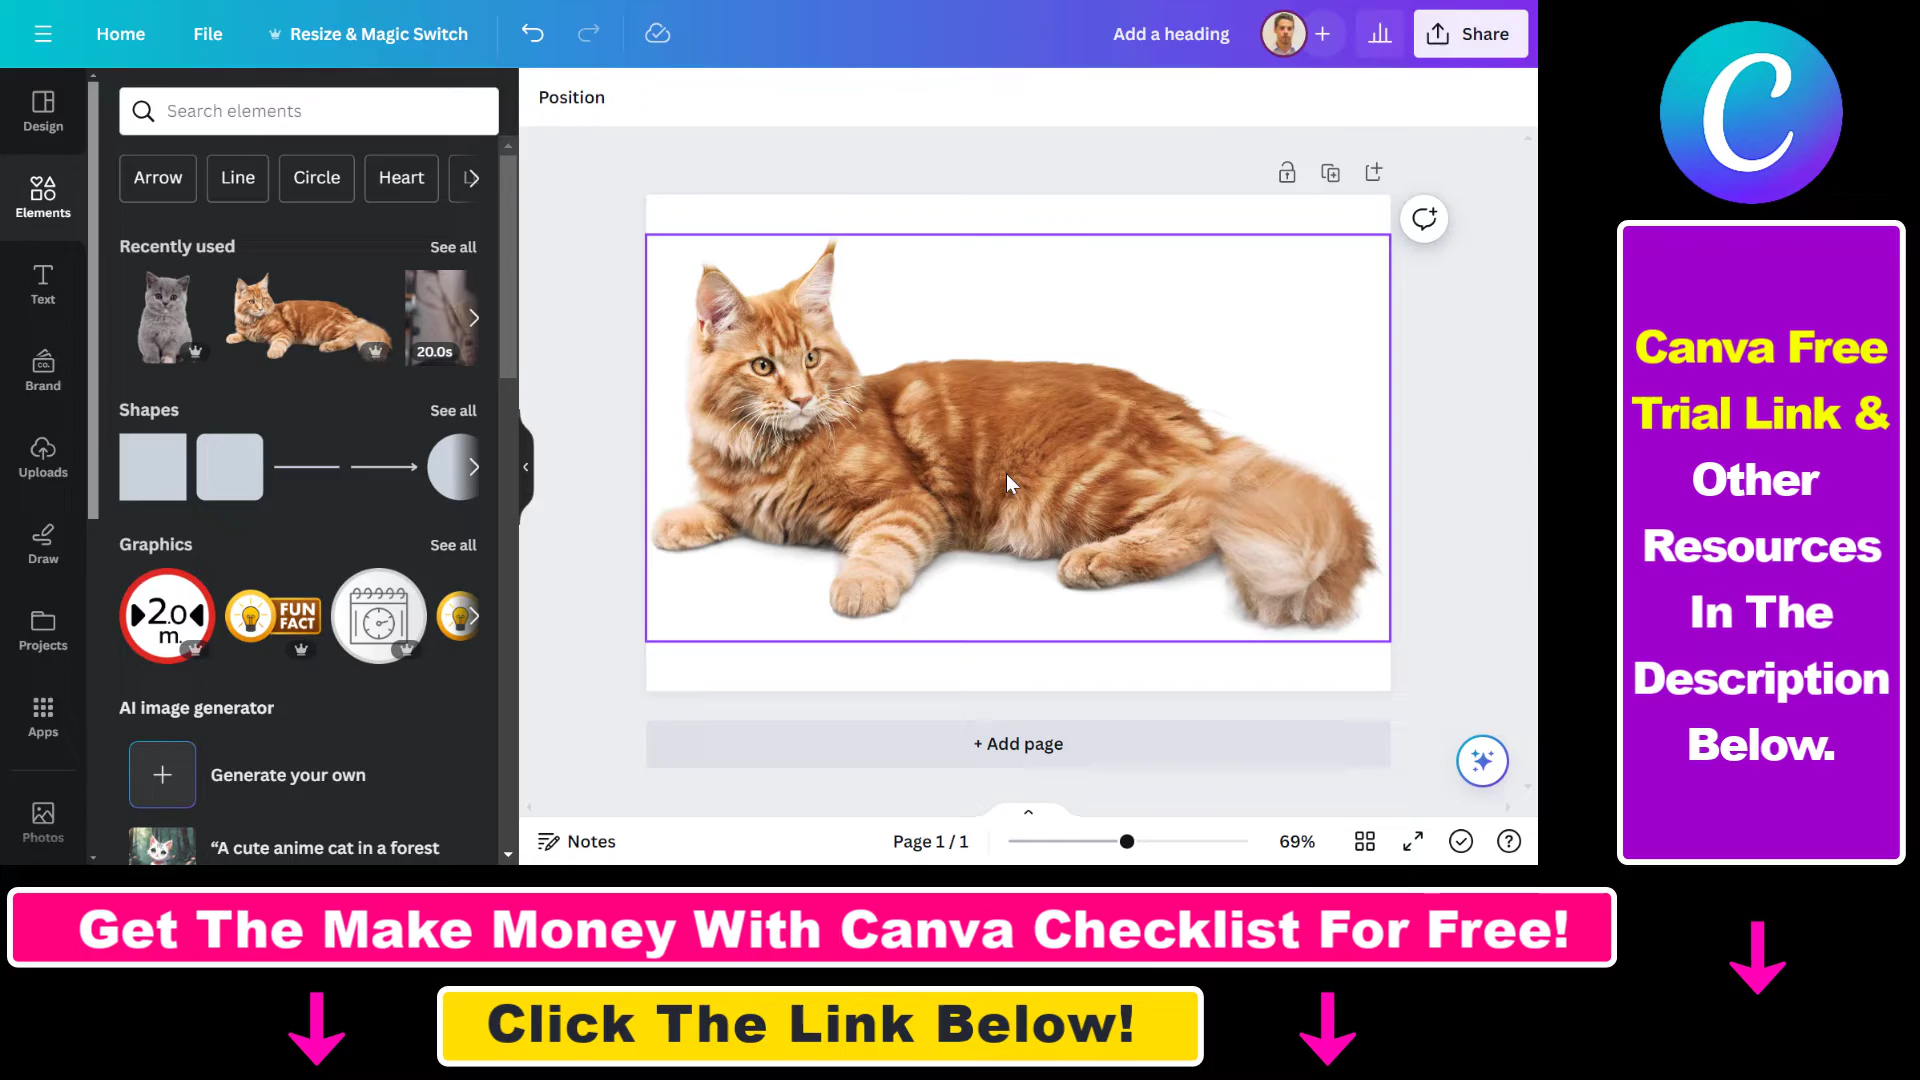 Home
File
Resize & Magic Switch
Add a heading
Share
Design
Elements
Text
Brand
CO.
Uploads
Draw
Projects
Apps
Photos
Search elements
Arrow
Line
Circle
Heart
Recently used
See all
20.0s
Shapes
See all
Graphics
See all
2.0
m.
FUN
FACT
AI image generator
Generate your own
“A cute anime cat in a forest
Position
+ Add page
Notes
Page 1 / 1
69%
C
Canva Free
Trial Link &
Other
Resources
In The
Description
Below.
Get The Make Money With Canva Checklist For Free!
Click The Link Below!